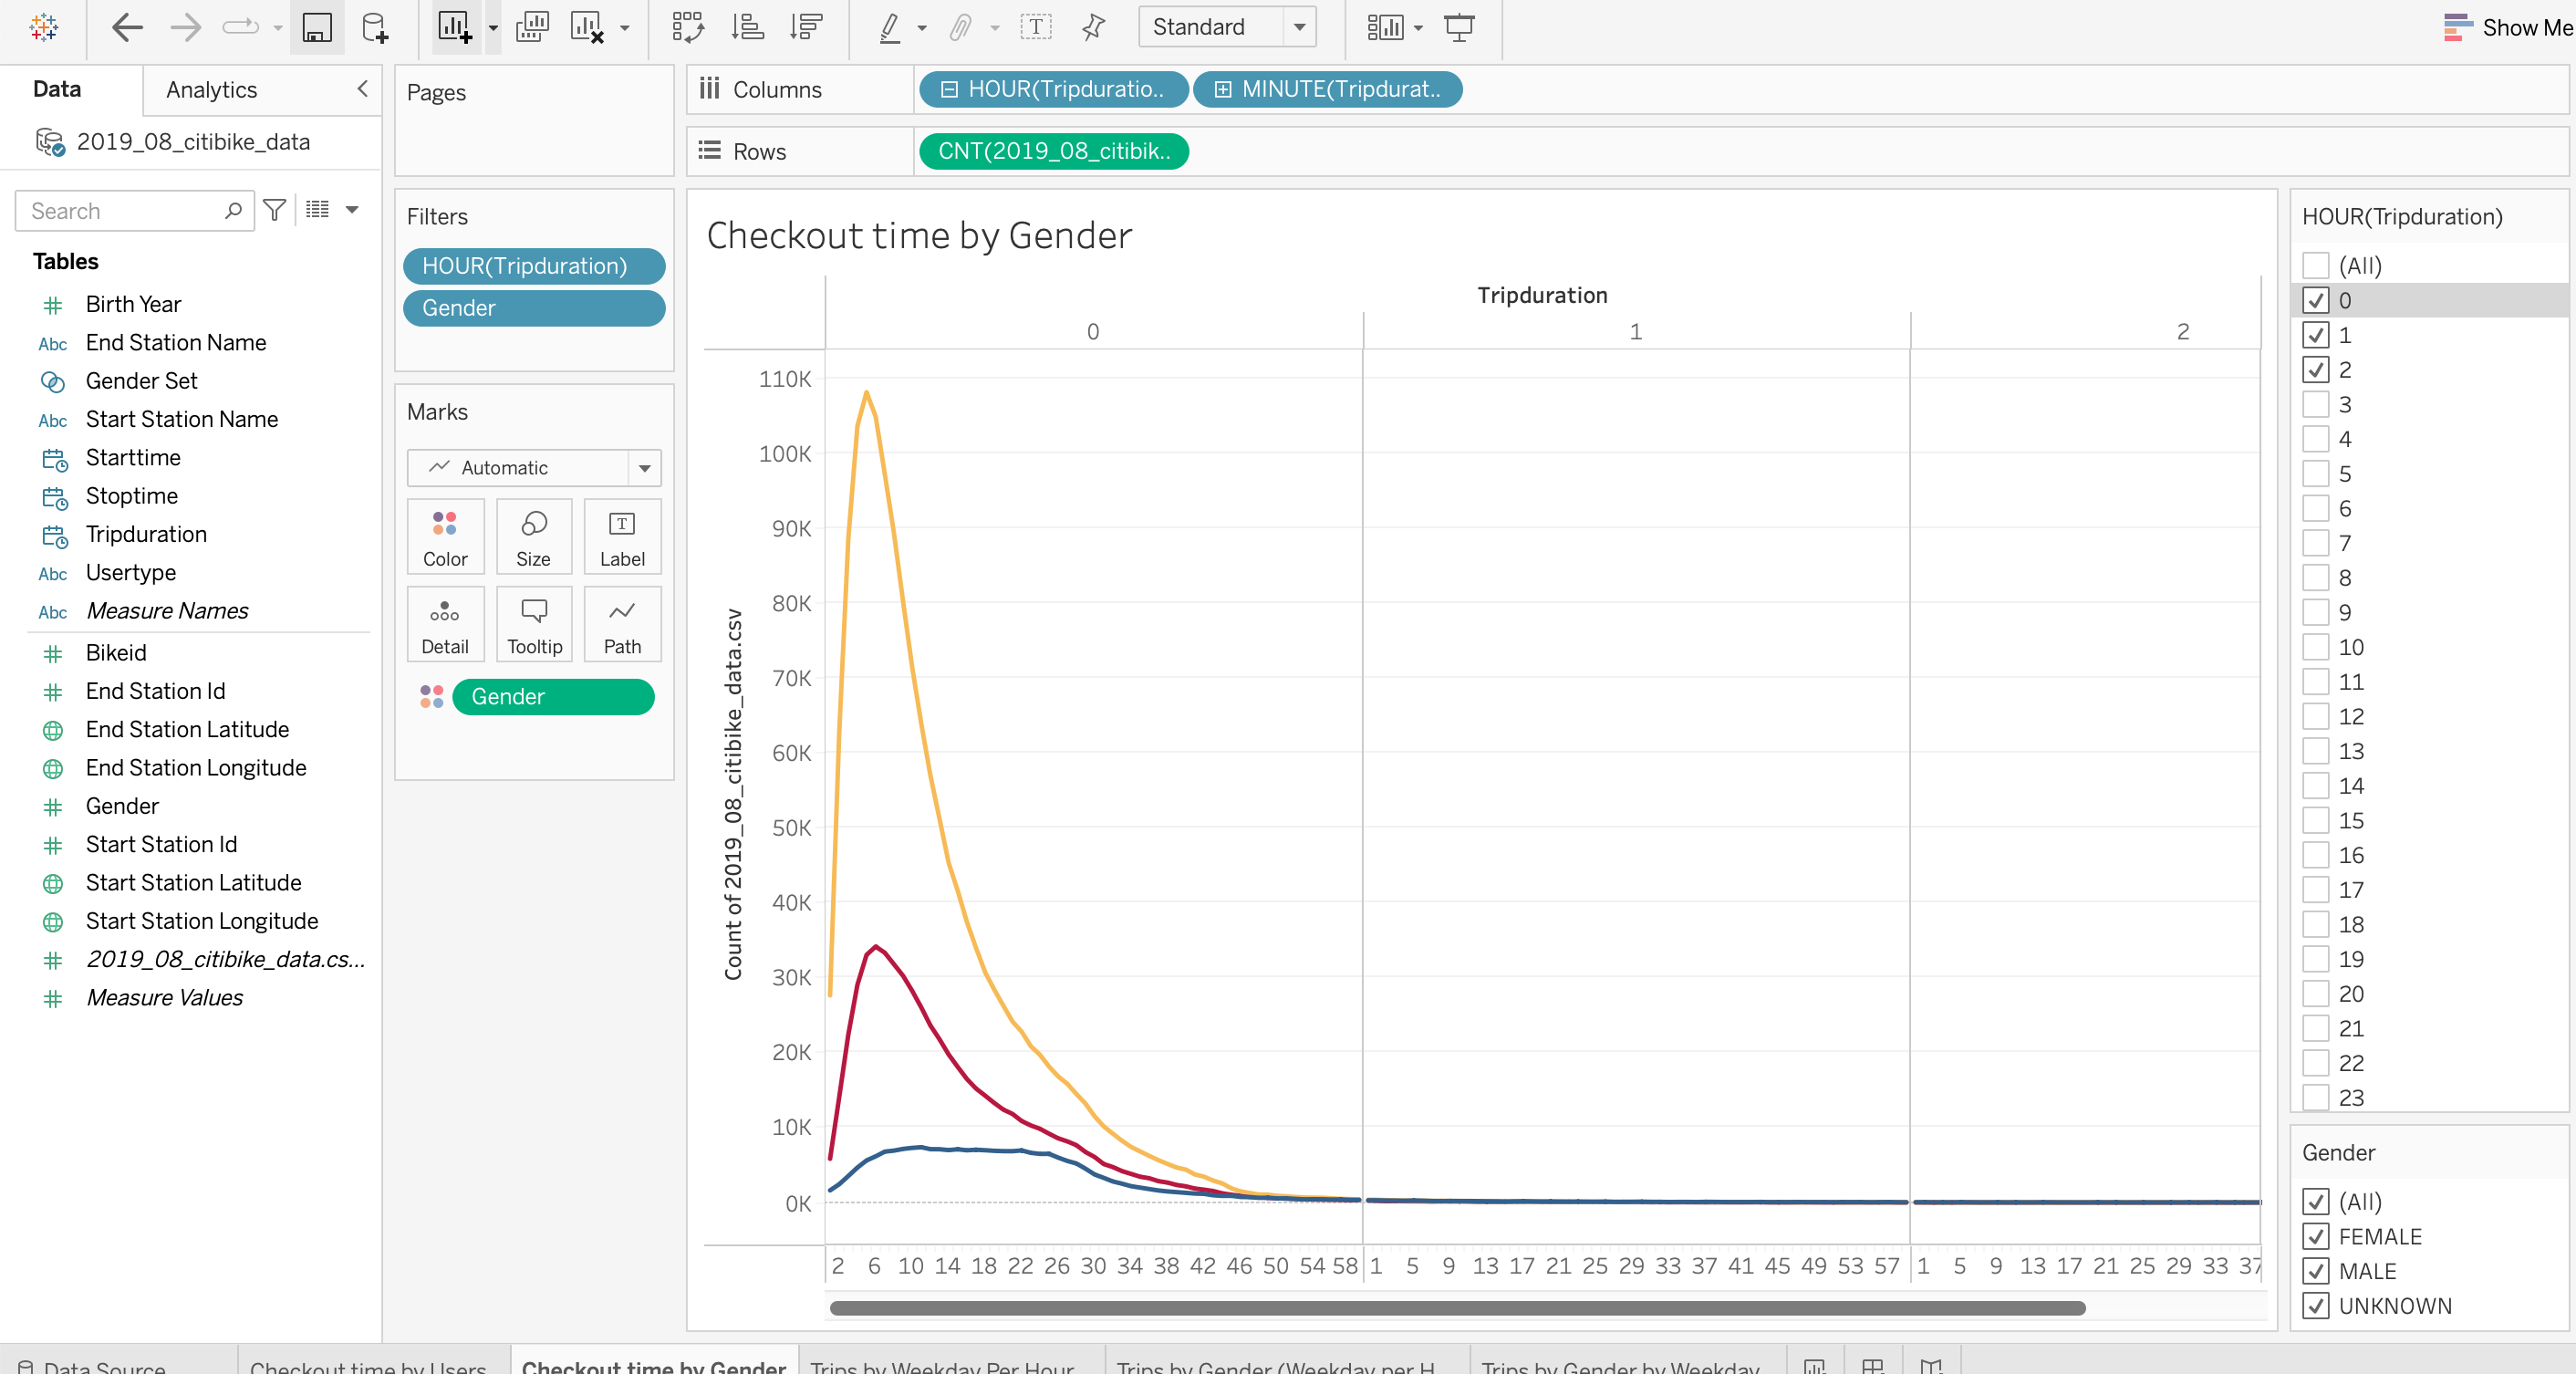 Standard
Show Me
Data
Analytics
2019_08_citibike_data
Search
Tables
Birth Year
Abc End Station Name
Gender Set
Abc Start Station Name
Starttime
Stoptime
Tripduration
Abc Usertype
Abc Measure Names
Bikeid
End Station Id
End Station Latitude
End Station Longitude
Gender
Start Station Id
Start Station Latitude
Start Station Longitude
2019_08_citibike_data.cs...
Measure Values
Pages
Filters
HOUR(Tripduration)
Gender
Marks
Automatic
Color Size Label
Detail Tooltip Path
Gender
Columns HOUR(Tripduratio.. MINUTE(Tripdurat..
Rows CNT(2019_08_citibik..
Checkout time by Gender
Tripduration
0 1 2
Count of 2019_08_citibike_data.csv
110K
100K
90K
80K
70K
60K
50K
40K
30K
20K
10K
0K
2 6 10 14 18 22 26 30 34 38 42 46 50 54 58 1 5 9 13 17 21 25 29 33 37 41 45 49 53 57 1 5 9 13 17 21 25 29 33 37
HOUR(Tripduration)
(All)
0
1
2
3
4
5
6
7
8
9
10
11
12
13
14
15
16
17
18
19
20
21
22
23
Gender
(All)
FEMALE
MALE
UNKNOWN
Data Source Checkout time by Users Checkout time by Gender Trips by Weekday Per Hour Trips by Gender (Weekday per H Trips by Gender by Weekday